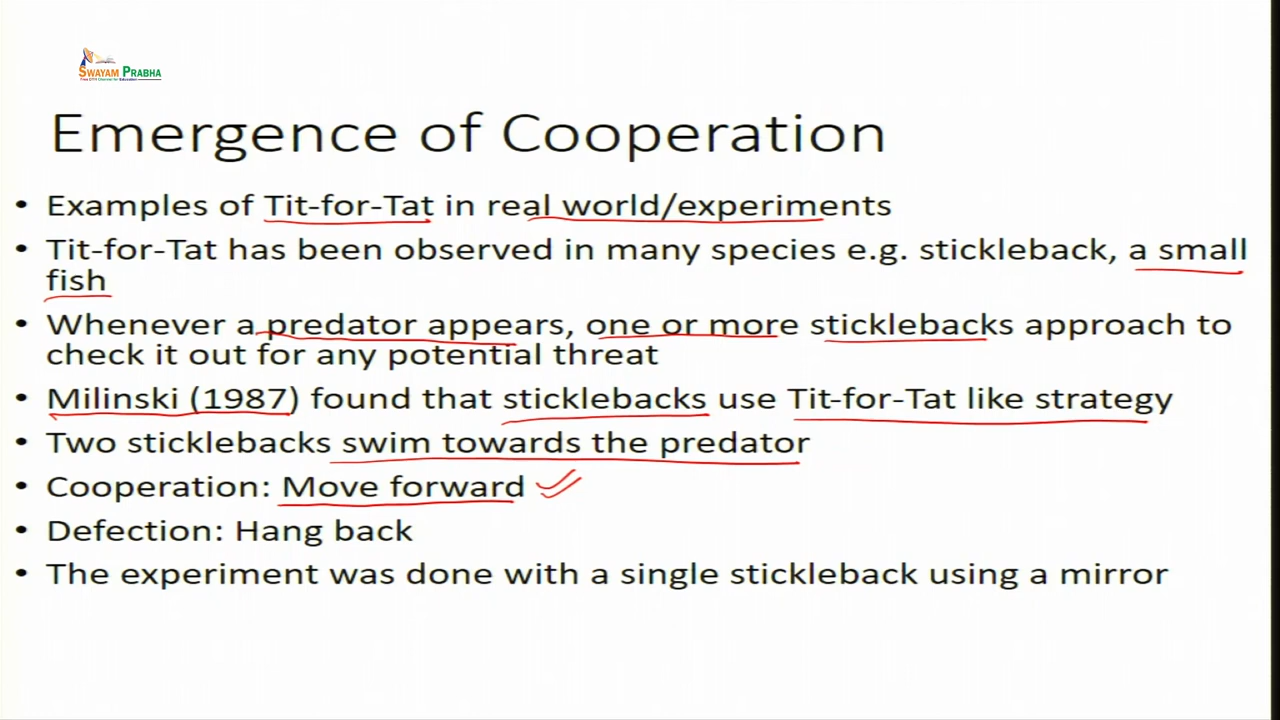 SWAYAM PRABHA
Emergence of Cooperation
• Examples of Tit-for-Tat in real world/experiments
• Tit-for-Tat has been observed in many species e.g. stickleback, a small
fish
• Whenever a predator appears, one or more sticklebacks approach to
check it out for any potential threat
• Milinski (1987) found that sticklebacks use Tit-for-Tat like strategy
• Two sticklebacks swim towards the predator
• Cooperation: Move forward
• Defection: Hang back
• The experiment was done with a single stickleback using a mirror